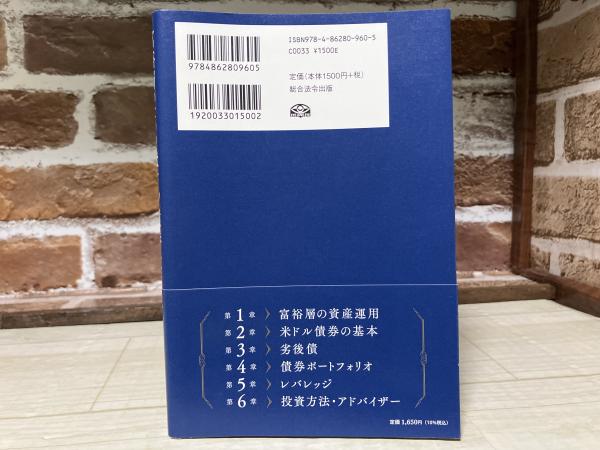 ISBN978-4-86280-960-5
C0033 ¥1500E
9784862809605
定価(本体1500円+税)
総合法令出版
1920033015002
第1章 富裕層の資産運用
第2章 米ドル債券の基本
第3章 劣後債
第4章 債券ポートフォリオ
第5章 レバレッジ
第6章 投資方法・アドバイザー
定価 1,650円 (10%税込)